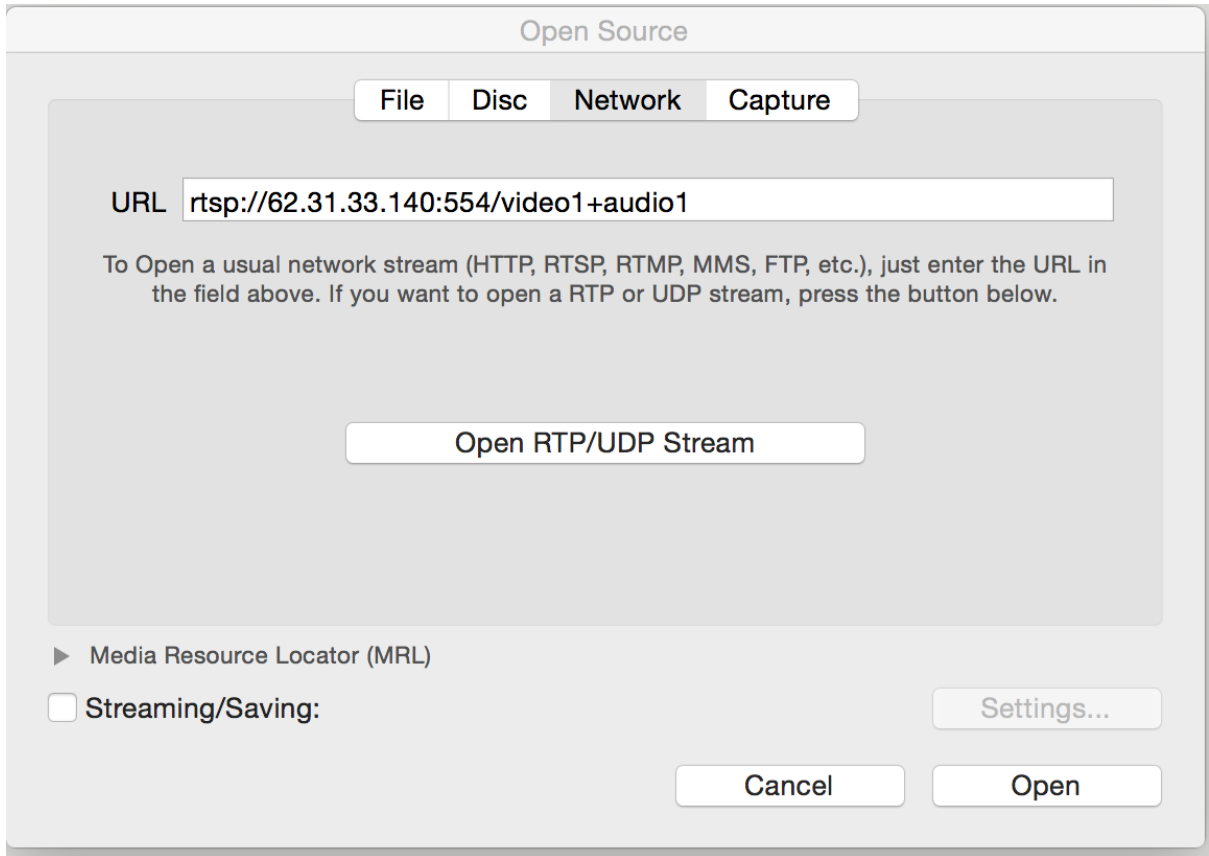 Open Source
File Disc Network Capture
URL rtsp://62.31.33.140:554/video1+audio1
To Open a usual network stream (HTTP, RTSP, RTMP, MMS, FTP, etc.), just enter the URL in
the field above. If you want to open a RTP or UDP stream, press the button below.
Open RTP/UDP Stream
Media Resource Locator (MRL)
Streaming/Saving: Settings...
Cancel Open